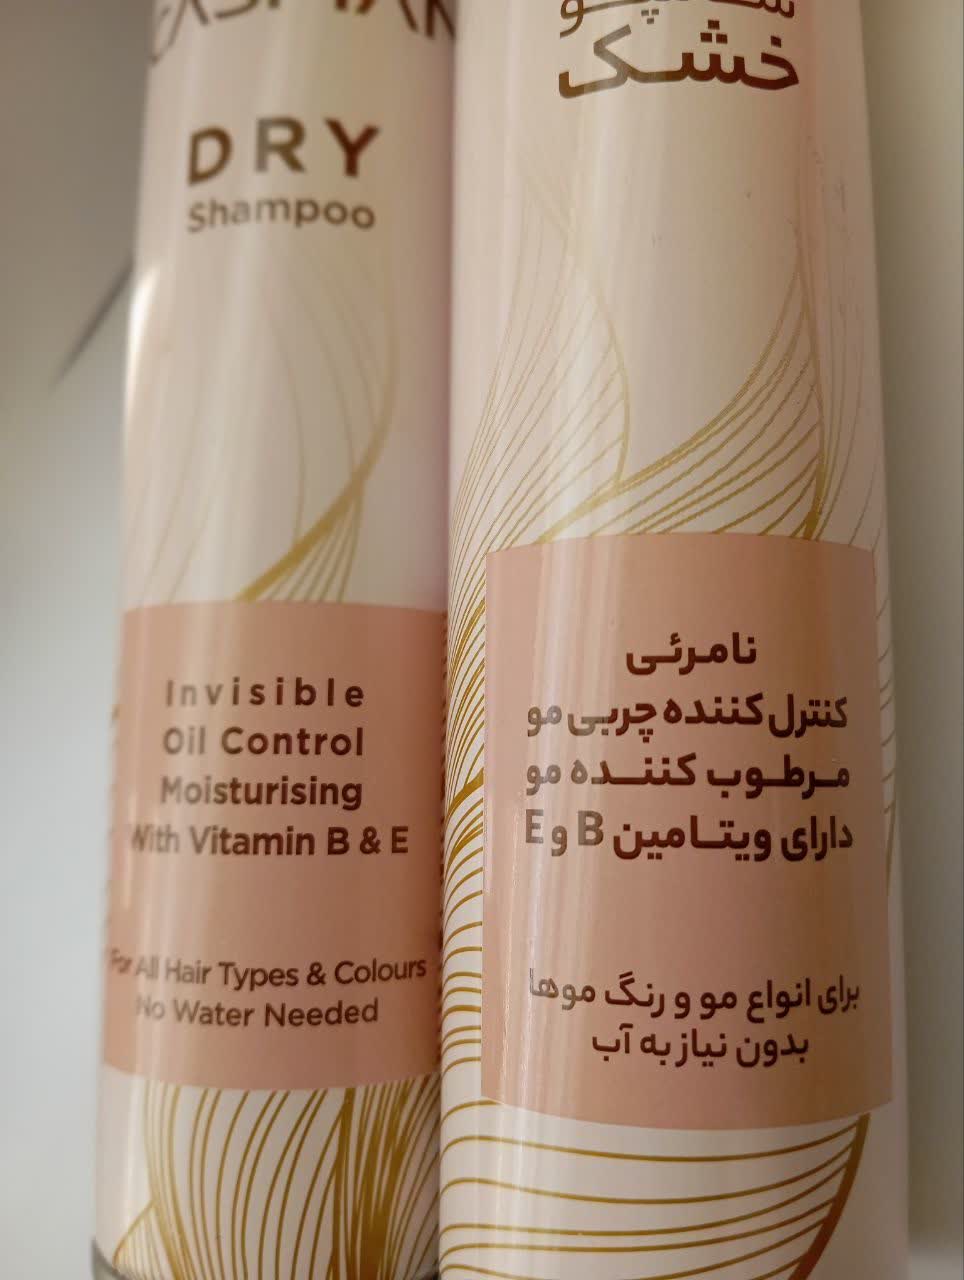 DRY
Shampoo
Invisible
Oil Control
Moisturising
With Vitamin B & E
For All Hair Types & Colours
No Water Needed
شامپو
خشک
نامرئی
کنترل کننده چربی مو
مرطوب کننده مو
دارای ویتامین B و E
برای انواع مو و رنگ موها
بدون نیاز به آب